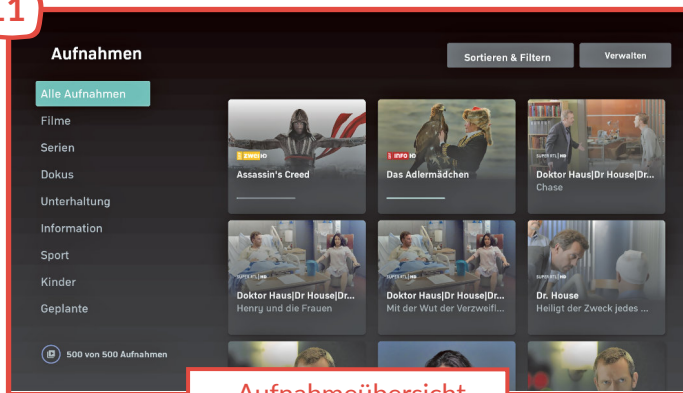 11
Aufnahmen
Sortieren & Filtern
Verwalten
Alle Aufnahmen
Filme
Serien
Dokus
Unterhaltung
Information
Sport
Kinder
Geplante
500 von 500 Aufnahmen
ZWEI HD
Assassin's Creed
INFO HD
Das Adlermädchen
SUPER RTL HD
Doktor Haus|Dr House|Dr...
Chase
SUPER RTL HD
Doktor Haus|Dr House|Dr...
Henry und die Frauen
SUPER RTL HD
Doktor Haus|Dr House|Dr...
Mit der Wut der Verzweifl...
SUPER RTL HD
Dr. House
Heiligt der Zweck jedes ...
Aufnahmeübersicht